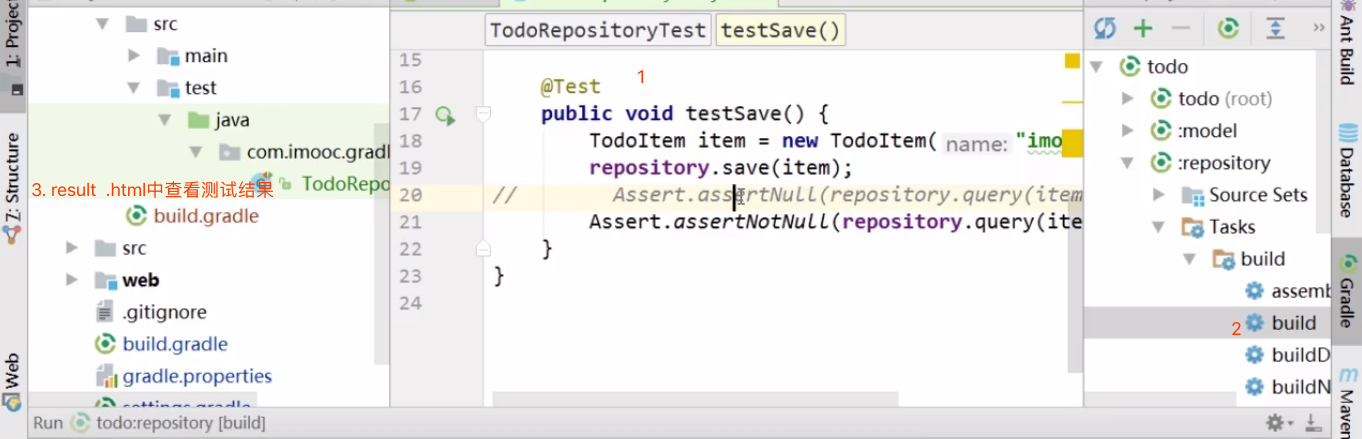 1: Project
Z: Structure
Web
src
main
test
java
com.imooc.gradl
TodoRepo
3. result .html中查看测试结果
build.gradle
src
web
.gitignore
build.gradle
gradle.properties
settings.gradle
TodoRepositoryTest testSave()
1
15
16 @Test
17 public void testSave() {
18 TodoItem item = new TodoItem( name: "imo
19 repository.save(item);
20 // Assert.assertNull(repository.query(item
21 Assert.assertNotNull(repository.query(ite
22 }
23 }
24
todo
todo (root)
:model
:repository
Source Sets
Tasks
build
assemb
2 build
buildD
buildN
Ant Build
Database
Gradle
Maven
Run todo:repository [build]